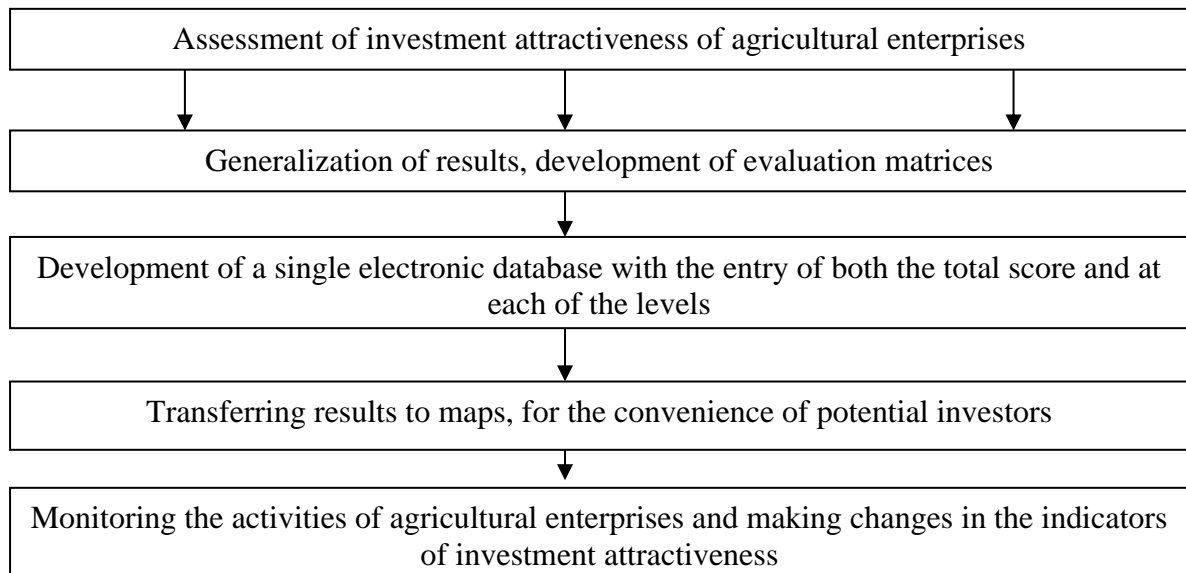 Assessment of investment attractiveness of agricultural enterprises
Generalization of results, development of evaluation matrices
Development of a single electronic database with the entry of both the total score and at
each of the levels
Transferring results to maps, for the convenience of potential investors
Monitoring the activities of agricultural enterprises and making changes in the indicators
of investment attractiveness